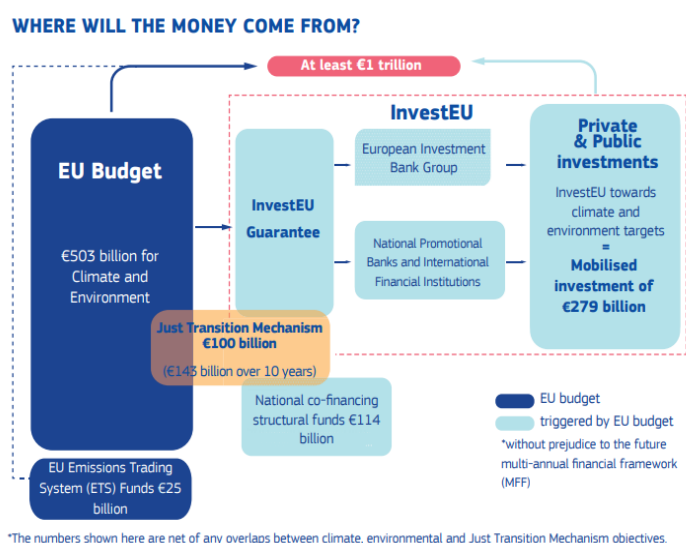 WHERE WILL THE MONEY COME FROM?
At least €1 trillion
EU Budget
€503 billion for
Climate and
Environment
InvestEU
InvestEU
Guarantee
European Investment
Bank Group
National Promotional
Banks and International
Financial Institutions
Private
& Public
investments
InvestEU towards
climate and
environment targets
=
Mobilised
investment of
€279 billion
Just Transition Mechanism
€100 billion
(€143 billion over 10 years)
National co-financing
structural funds €114
billion
EU Emissions Trading
System (ETS) Funds €25
billion
EU budget
triggered by EU budget
*without prejudice to the future
multi-annual financial framework
(MFF)
*The numbers shown here are net of any overlaps between climate, environmental and Just Transition Mechanism objectives.